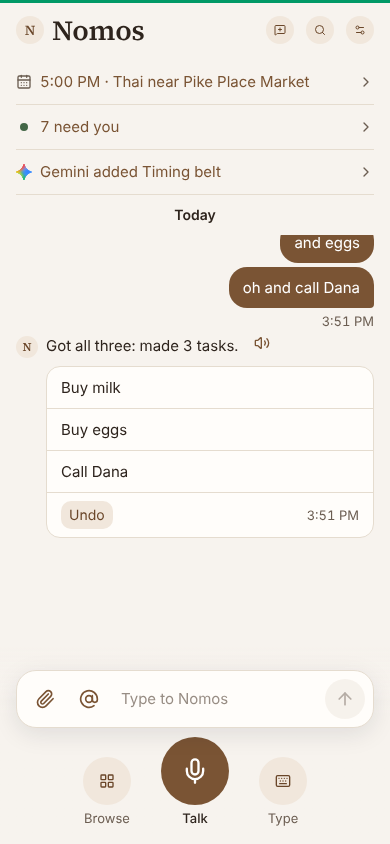 N Nomos
5:00 PM · Thai near Pike Place Market
7 need you
Gemini added Timing belt
Today
and eggs
oh and call Dana
3:51 PM
N Got all three: made 3 tasks.
Buy milk
Buy eggs
Call Dana
Undo 3:51 PM
@ Type to Nomos
Browse Talk Type